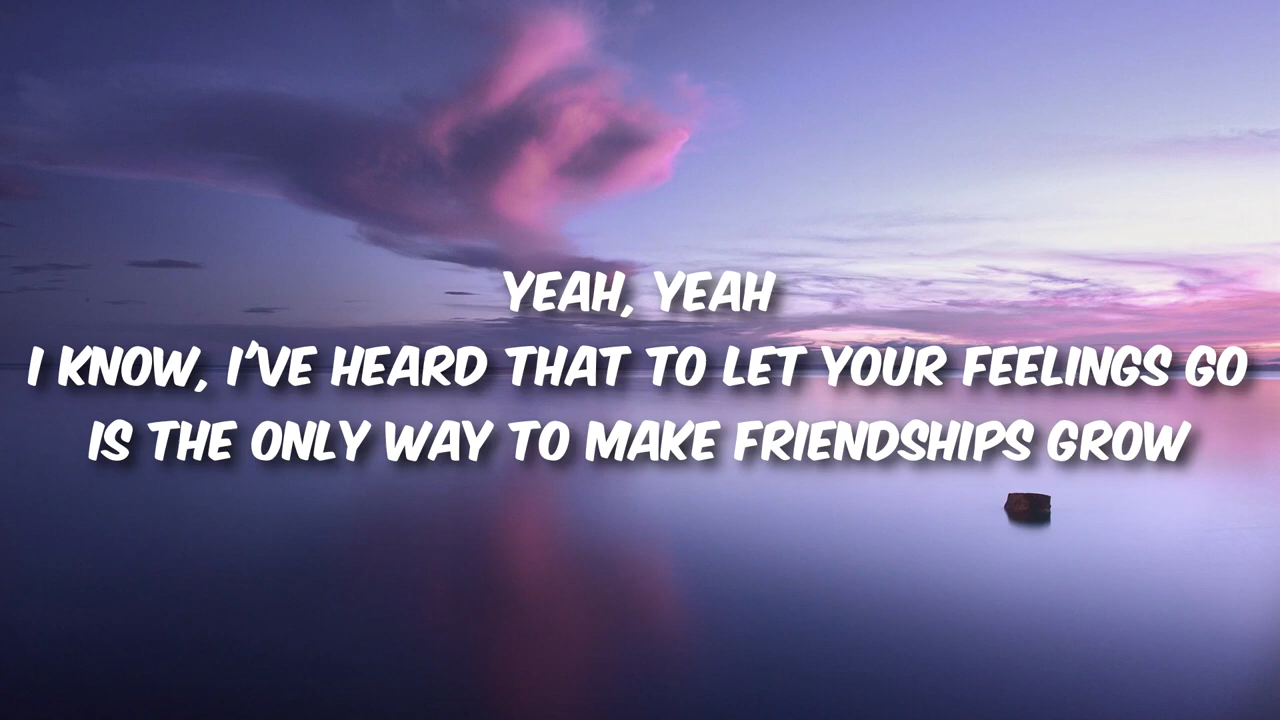 YEAH, YEAH
I KNOW, I'VE HEARD THAT TO LET YOUR FEELINGS GO
IS THE ONLY WAY TO MAKE FRIENDSHIPS GROW